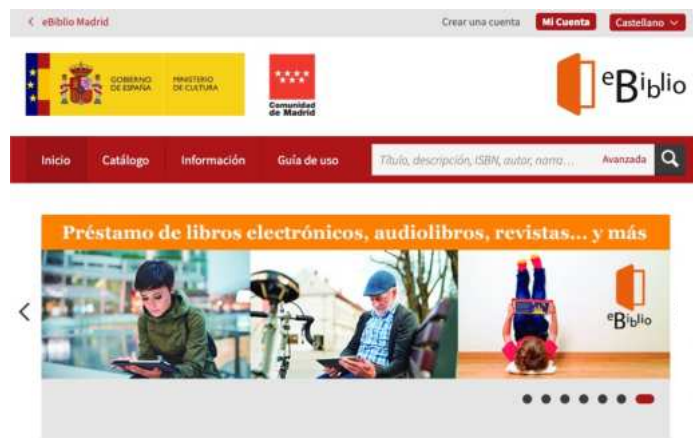 < eBiblio Madrid
Crear una cuenta
Mi Cuenta
Castellano
GOBIERNO DE ESPAÑA
MINISTERIO DE CULTURA
Comunidad de Madrid
eBiblio
Inicio
Catálogo
Información
Guía de uso
Título, descripción, ISBN, autor, narra...
Avanzada
Préstamo de libros electrónicos, audiolibros, revistas... y más
eBiblio